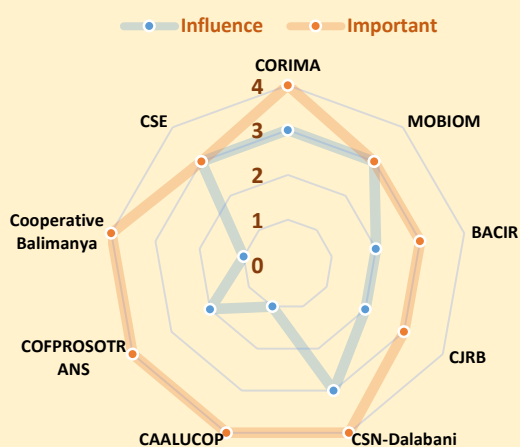 Influence Important
CORIMA
4
CSE
MOBIOM
3
2
Cooperative
Balimanya
1
BACIR
0
COFPROSOTR
ANS
CJRB
CAALUCOP
CSN-Dalabani